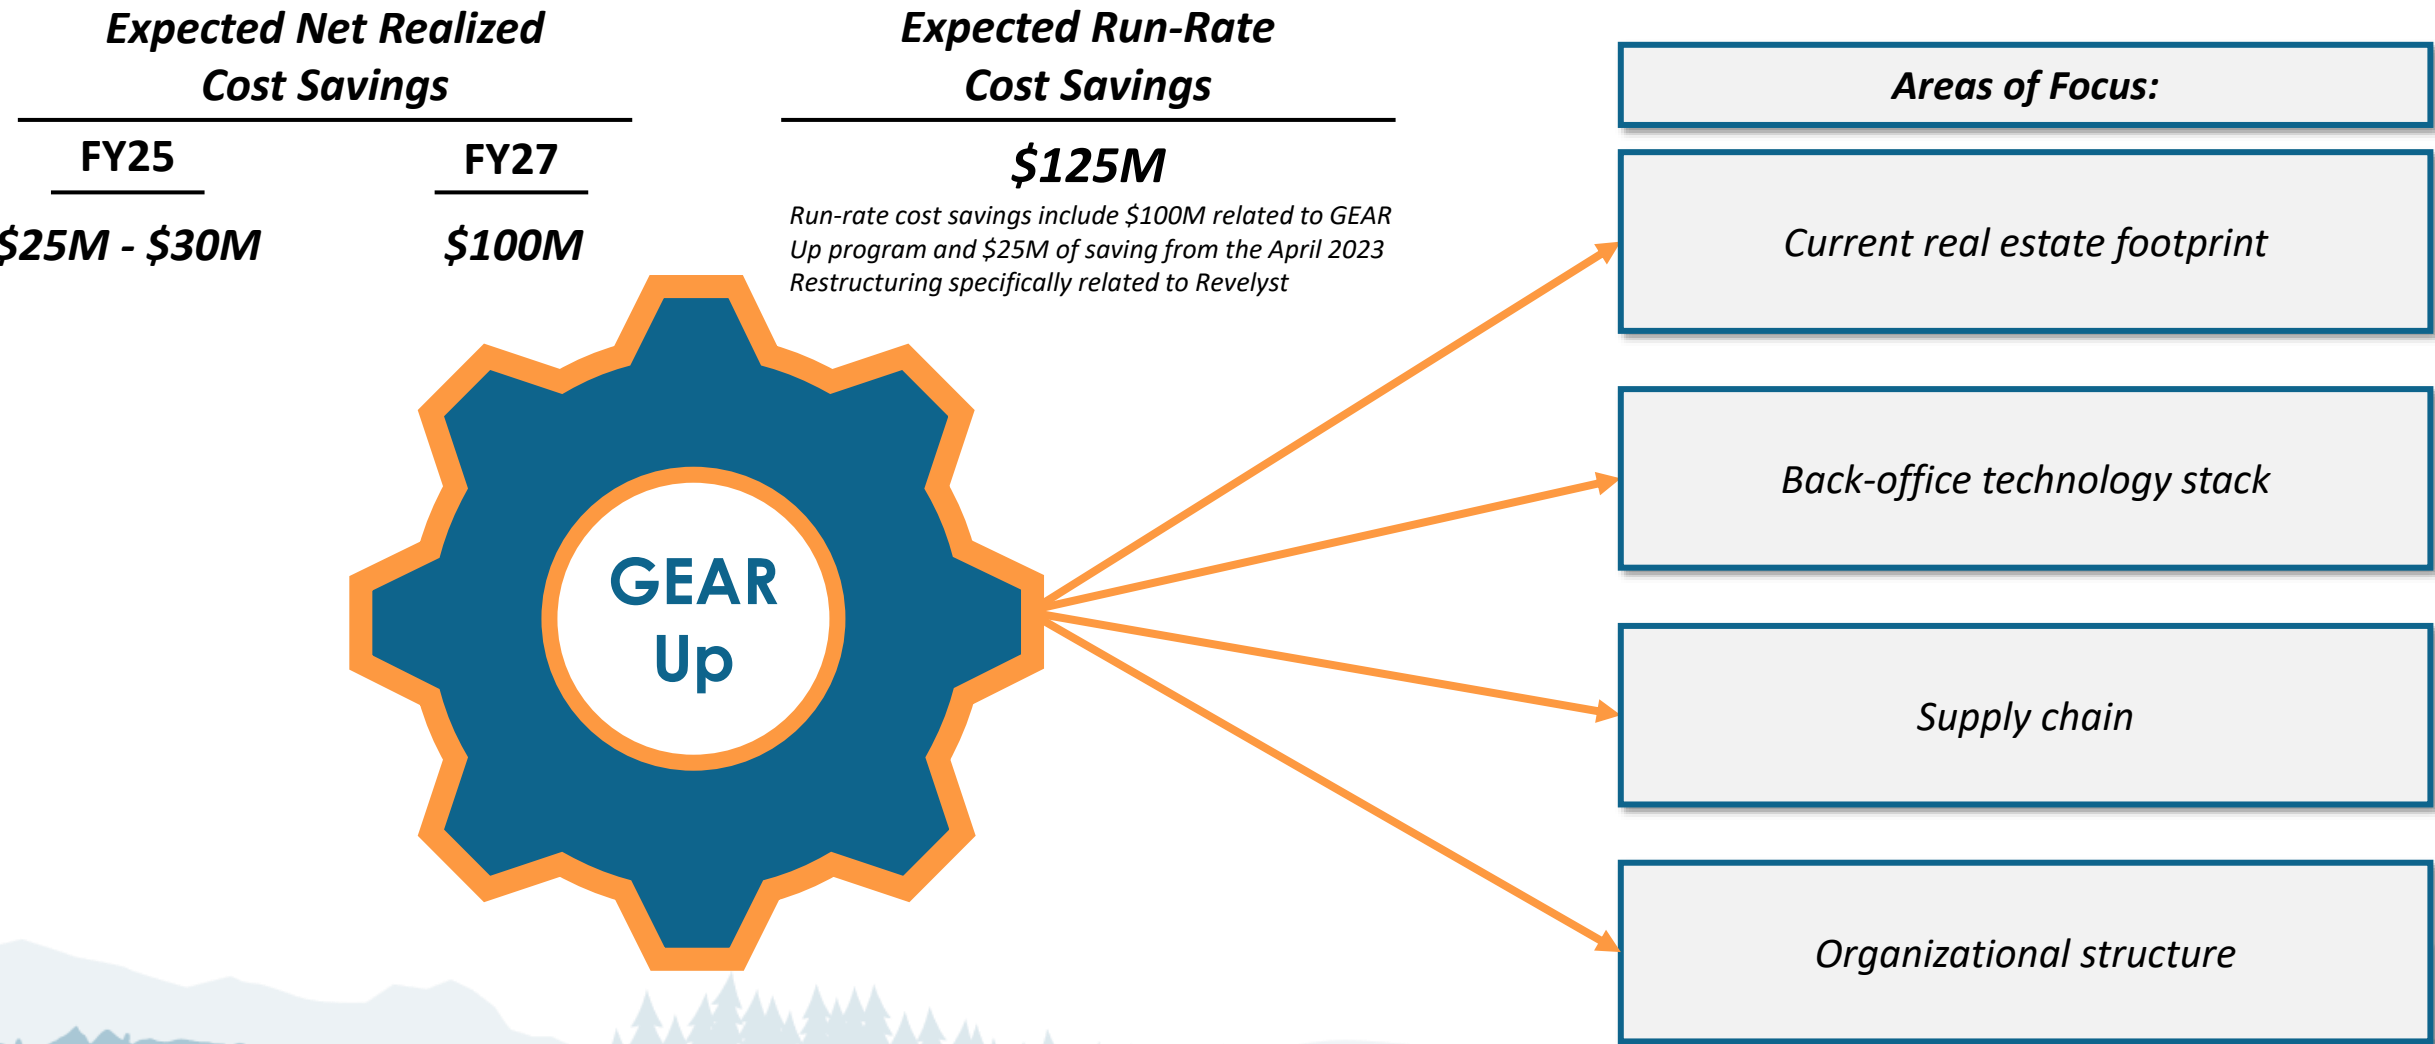 Expected Net Realized
Cost Savings
FY25
FY27
$25M - $30M
$100M
Expected Run-Rate
Cost Savings
$125M
Run-rate cost savings include $100M related to GEAR
Up program and $25M of saving from the April 2023
Restructuring specifically related to Revelyst
GEAR
Up
Areas of Focus:
Current real estate footprint
Back-office technology stack
Supply chain
Organizational structure